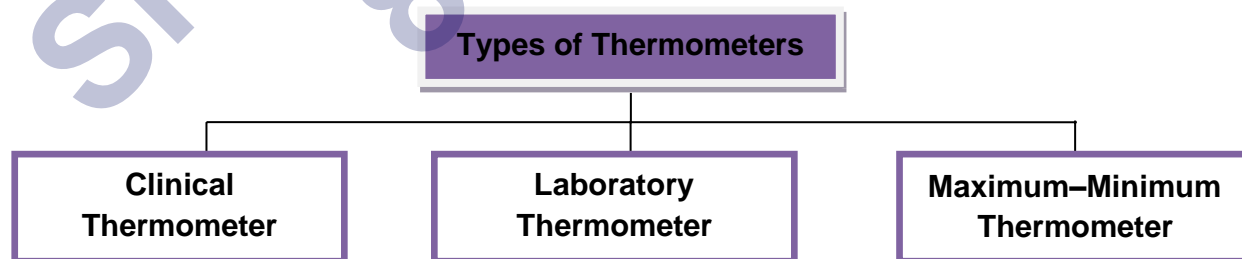 Types of Thermometers
Clinical
Thermometer
Laboratory
Thermometer
Maximum–Minimum
Thermometer